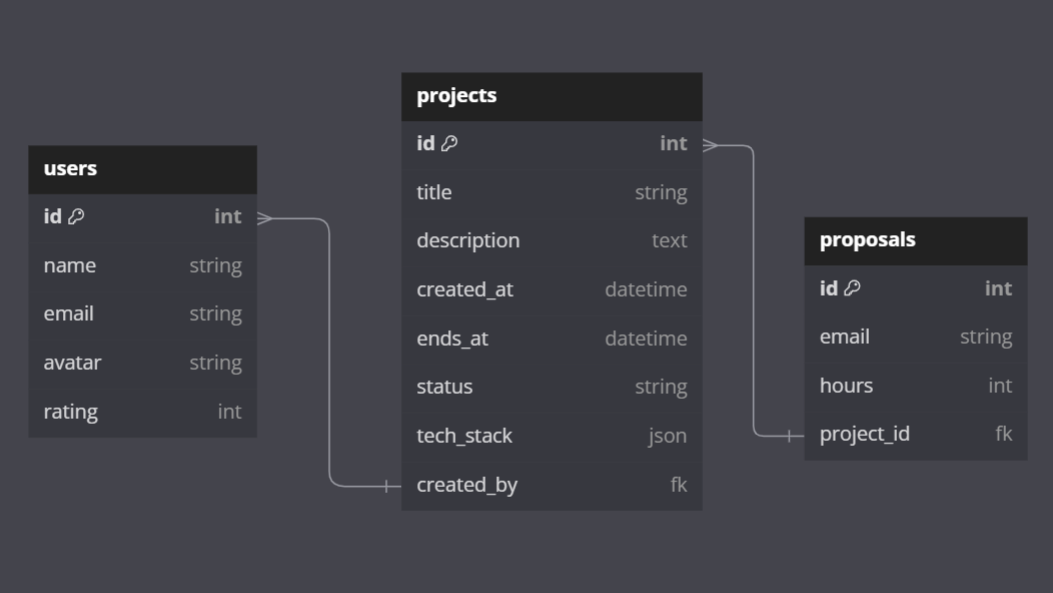 users
id int
name string
email string
avatar string
rating int
projects
id int
title string
description text
created_at datetime
ends_at datetime
status string
tech_stack json
created_by fk
proposals
id int
email string
hours int
project_id fk